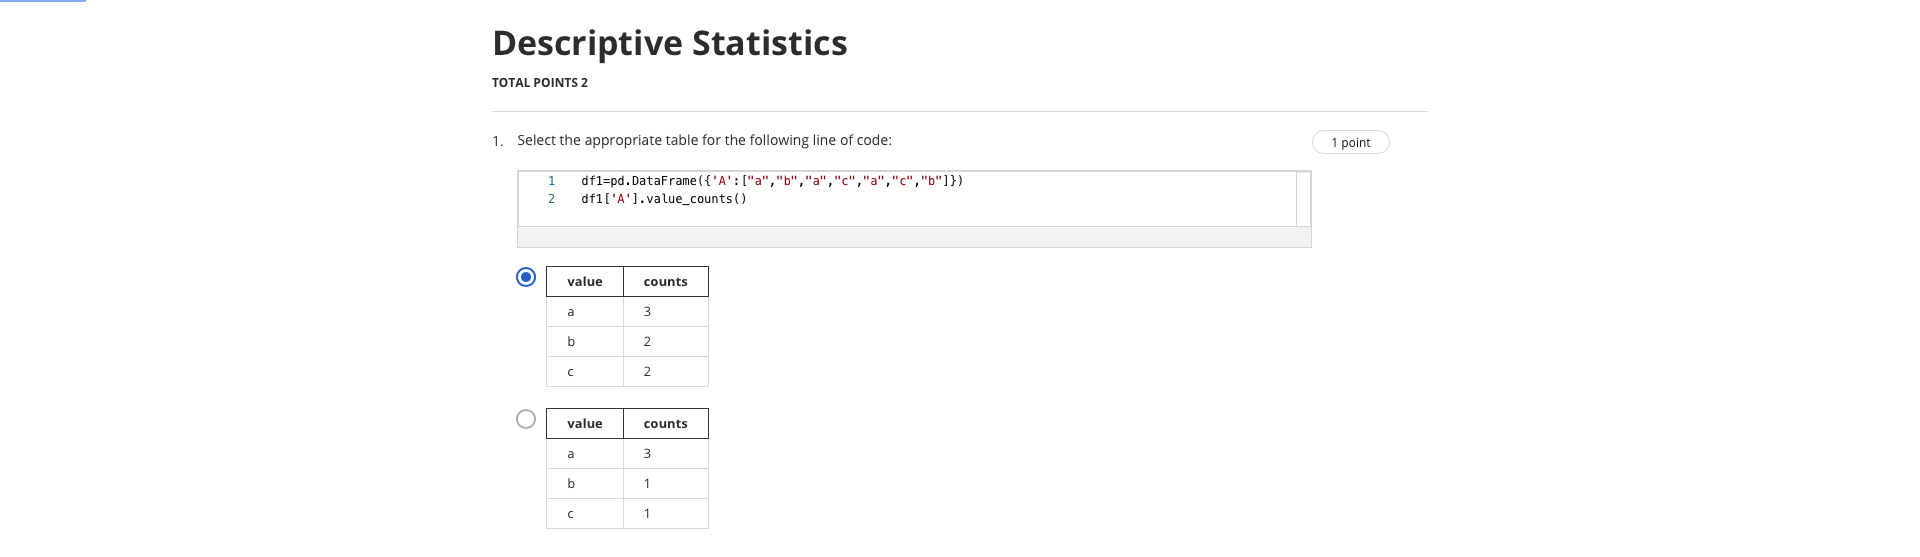 Descriptive Statistics
TOTAL POINTS 2
1. Select the appropriate table for the following line of code:
1 point
1 df1=pd.DataFrame({'A':["a","b","a","c","a","c","b"]})
2 df1['A'].value_counts()
value counts
a 3
b 2
c 2
value counts
a 3
b 1
c 1